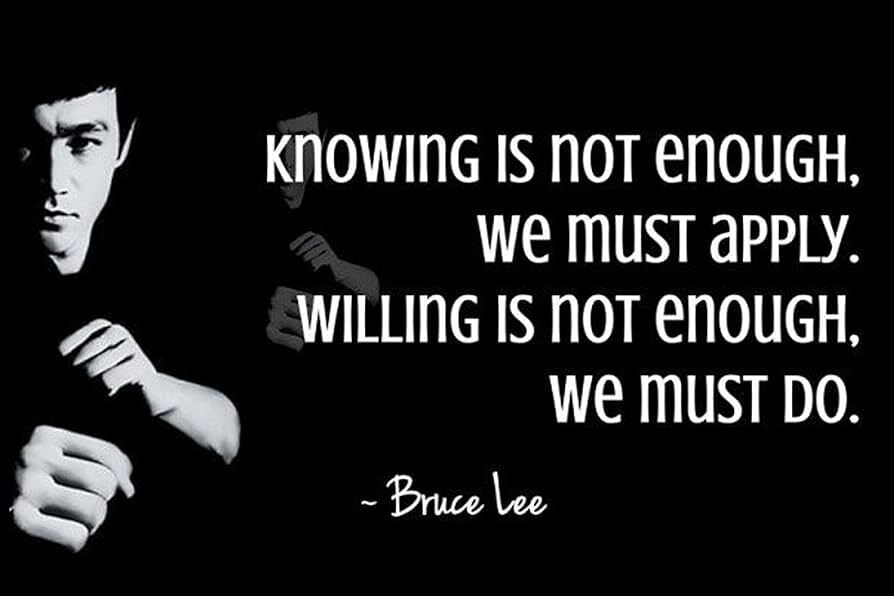 KNOWING IS NOT ENOUGH,
WE MUST APPLY.
WILLING IS NOT ENOUGH,
WE MUST DO.
~ Bruce Lee